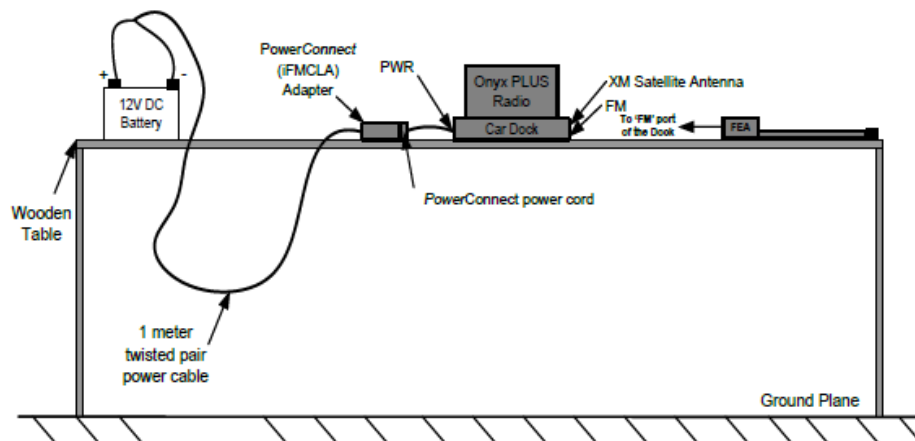 PowerConnect
(iFMCLA)
Adapter
PWR
Onyx PLUS
Radio
XM Satellite Antenna
FM
+
-
12V DC
Battery
Car Dock
To 'FM' port
of the Dock
FEA
Wooden
Table
PowerConnect power cord
1 meter
twisted pair
power cable
Ground Plane